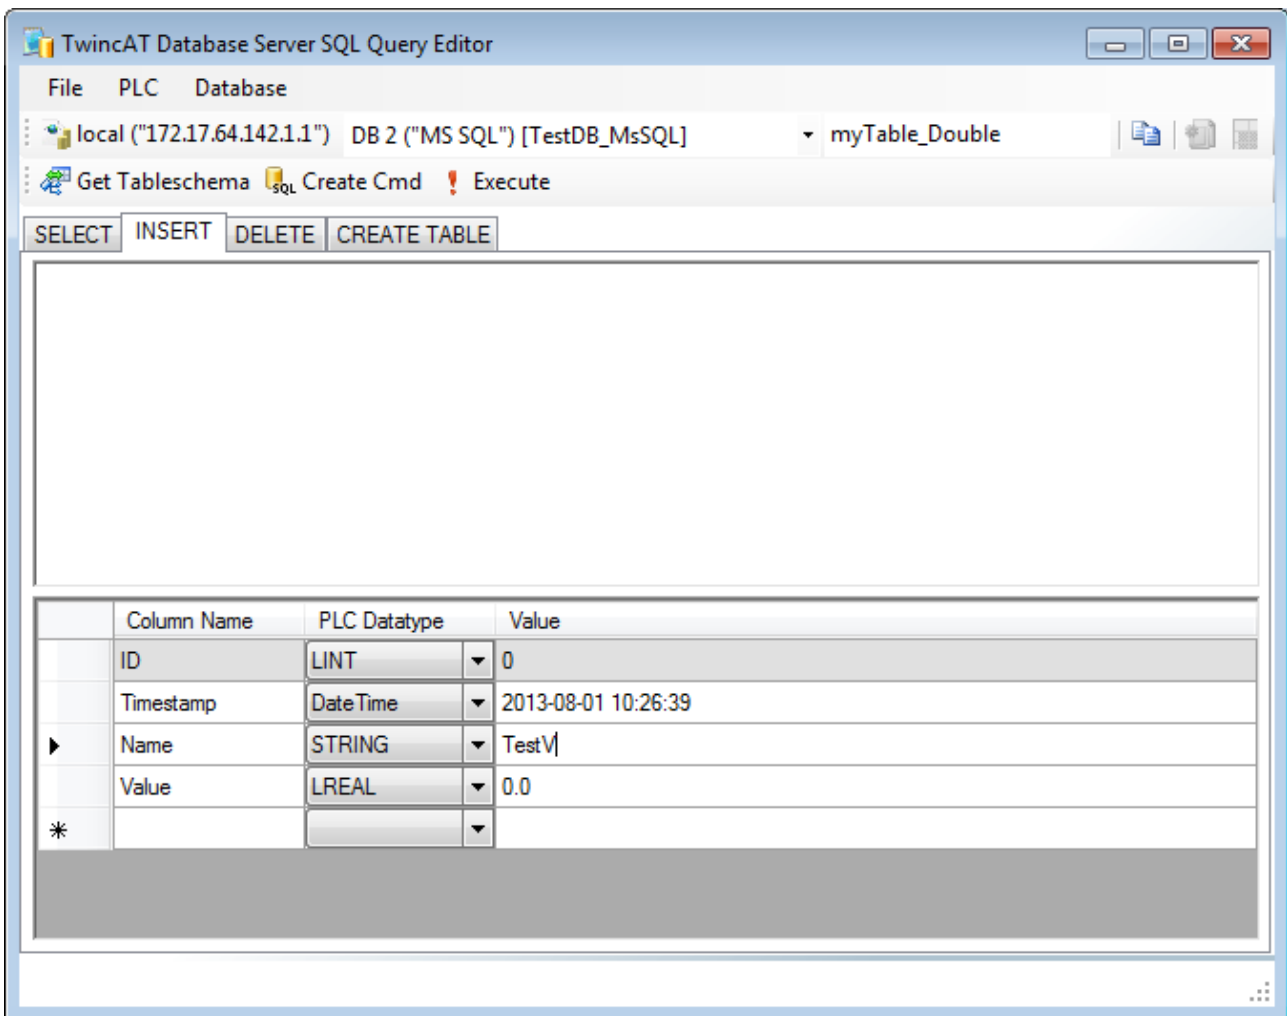 TwincAT Database Server SQL Query Editor
File PLC Database
local ("172.17.64.142.1.1") DB 2 ("MS SQL") [TestDB_MsSQL] myTable_Double
Get Tableschema SQL Create Cmd Execute
SELECT INSERT DELETE CREATE TABLE
Column Name PLC Datatype Value
ID LINT 0
Timestamp DateTime 2013-08-01 10:26:39
Name STRING TestV
Value LREAL 0.0